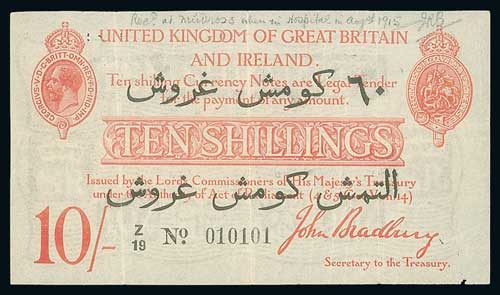 Recd at Mudros when in Hospital in Augst 1915
UNITED KINGDOM OF GREAT BRITAIN
AND IRELAND.
Ten shilling Currency Notes are Legal Tender
for the payment of any amount.
٦٠ كومش غروش
TEN SHILLINGS
Issued by the Lords Commissioners of His Majesty's Treasury
under the Authority of Act of Parliament (4 & 5 Geo. V ch.14)
التمش كومش غروش
10/-
Z
19
No 010101
John Bradbury
Secretary to the Treasury.